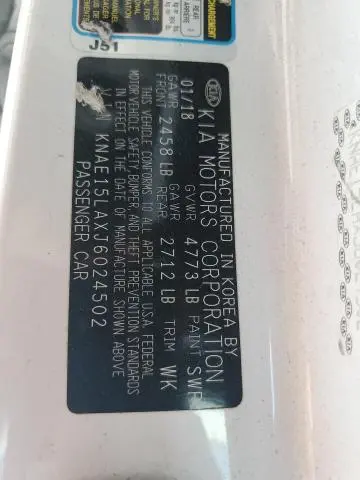 J51
KIA
MANUFACTURED IN KOREA BY
KIA MOTORS CORPORATION
01/18 GVWR 4773 LB PAINT SWP
GAWR GAWR
FRONT 2458 LB REAR 2712 LB TRIM WK
THIS VEHICLE CONFORMS TO ALL APPLICABLE U.S.A. FEDERAL
MOTOR VEHICLE SAFETY, BUMPER, AND THEFT PREVENTION STANDARDS
IN EFFECT ON THE DATE OF MANUFACTURE SHOWN ABOVE
KNAE15LAXJ6024502
PASSENGER CAR